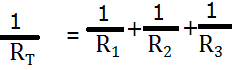 1/R_T = 1/R_1 + 1/R_2 + 1/R_3